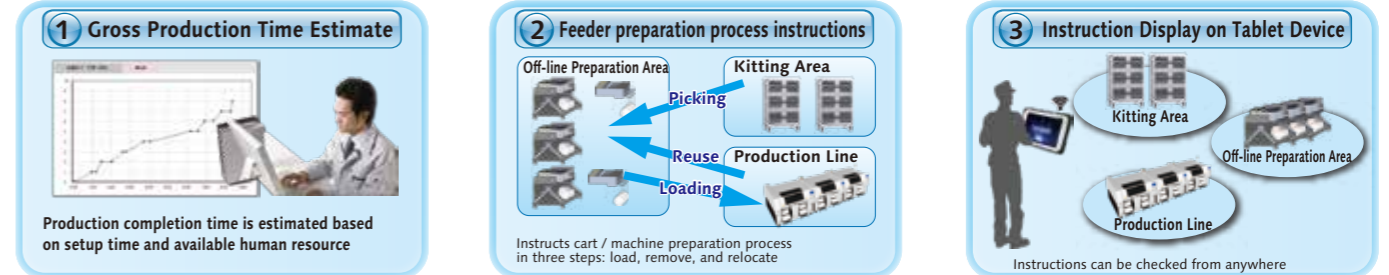 1 Gross Production Time Estimate
Production completion time is estimated based
on setup time and available human resource
2 Feeder preparation process instructions
Off-line Preparation Area
Kitting Area
Picking
Reuse
Production Line
Loading
Instructs cart / machine preparation process
in three steps: load, remove, and relocate
3 Instruction Display on Tablet Device
Kitting Area
Off-line Preparation Area
Production Line
Instructions can be checked from anywhere